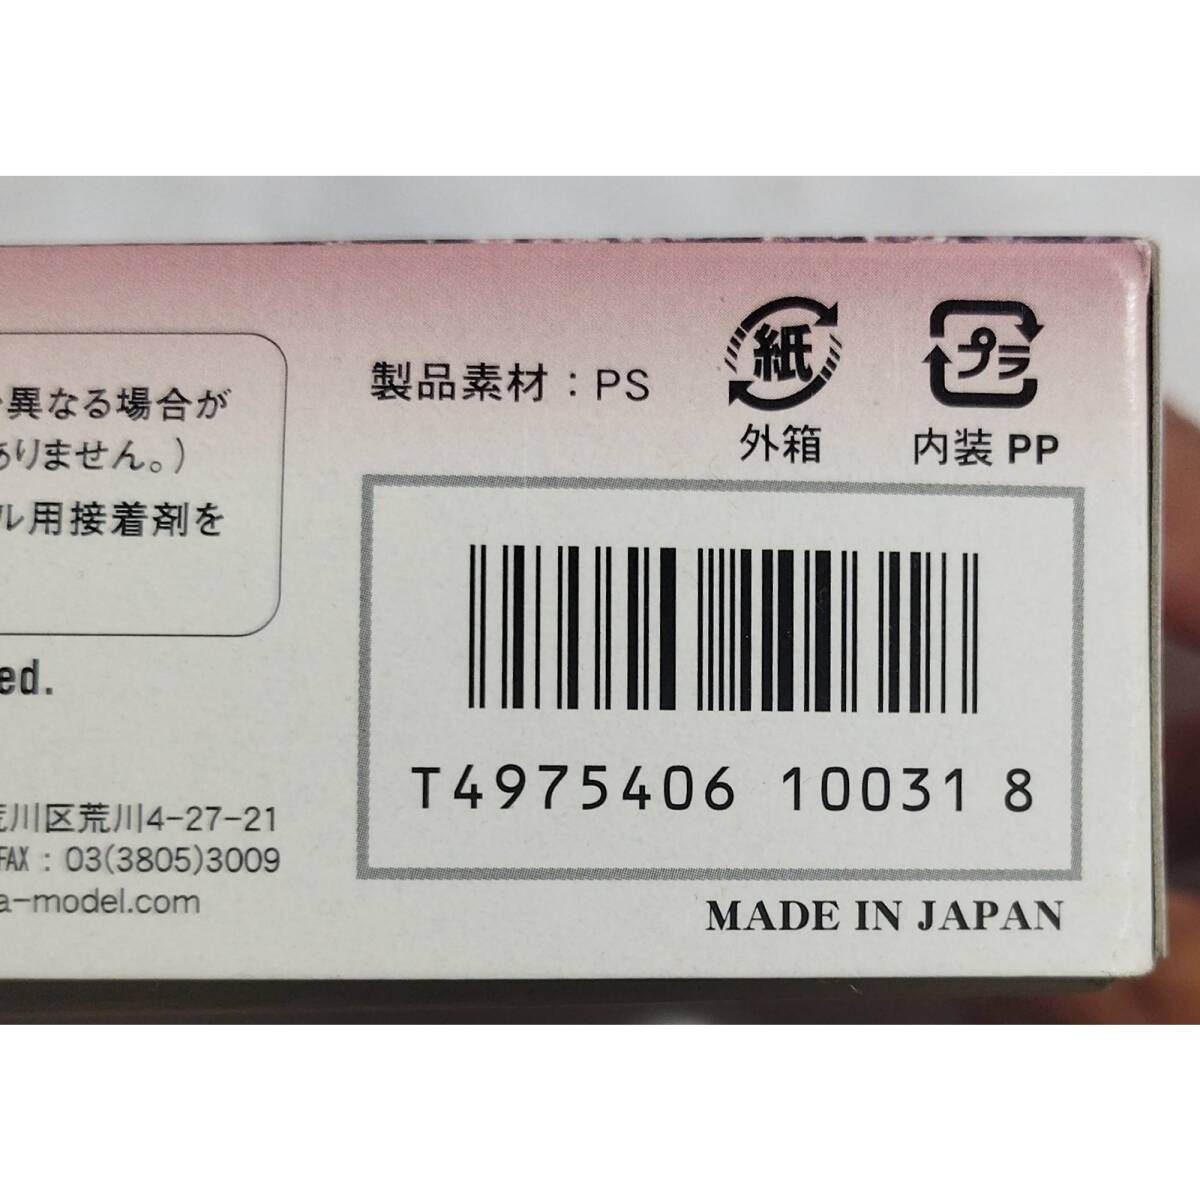 異なる場合が
ありません。)
ル用接着剤を
ed.
荒川区荒川4-27-21
FAX : 03(3805)3009
a-model.com
製品素材 : PS
紙
外箱
プラ
内装 PP
T4975406 10031 8
MADE IN JAPAN